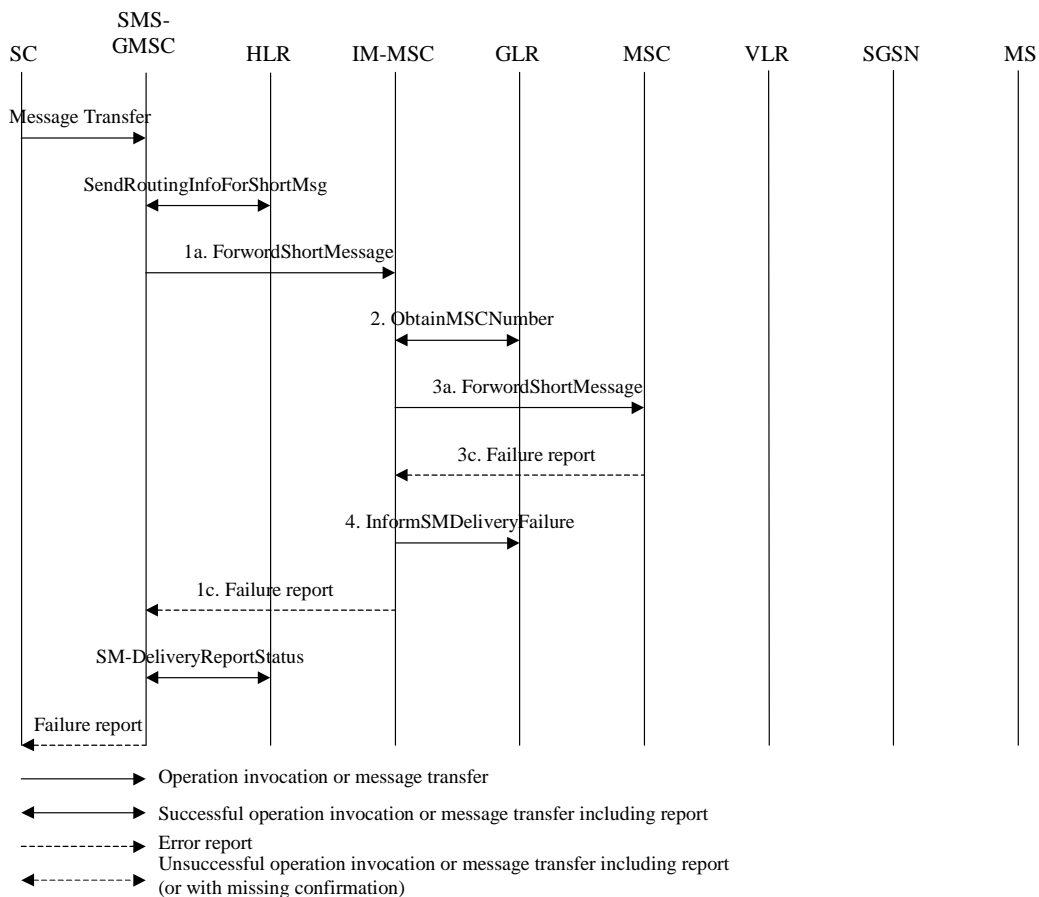 SMS-
GMSC
SC HLR IM-MSC GLR MSC VLR SGSN MS
Message Transfer
SendRoutingInfoForShortMsg
1a. ForwordShortMessage
2. ObtainMSCNumber
3a. ForwordShortMessage
3c. Failure report
4. InformSMDeliveryFailure
1c. Failure report
SM-DeliveryReportStatus
Failure report
Operation invocation or message transfer
Successful operation invocation or message transfer including report
Error report
Unsuccessful operation invocation or message transfer including report
(or with missing confirmation)